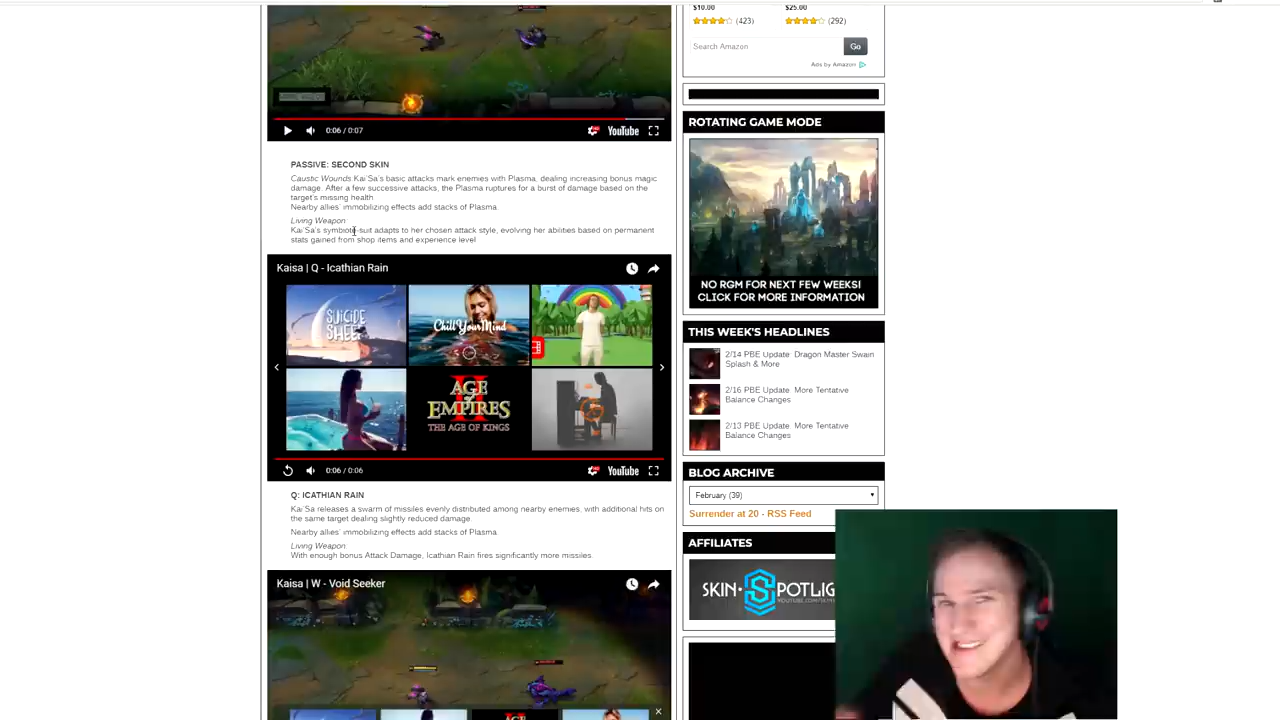 $10.00
(423)
$25.00
(292)
Search Amazon
Go
Ads by Amazon
0:06 / 0:07
YouTube
PASSIVE: SECOND SKIN
Caustic Wounds Kai'Sa's basic attacks mark enemies with Plasma, dealing increasing bonus magic
damage. After a few successive attacks, the Plasma ruptures for a burst of damage based on the
target's missing health.
Nearby allies' immobilizing effects add stacks of Plasma.
Living Weapon:
Kai'Sa's symbiote suit adapts to her chosen attack style, evolving her abilities based on permanent
stats gained from shop items and experience level
Kaisa | Q - Icathian Rain
SUICIDE
SHEEP
ChillYourMind
AGE
OF
EMPIRES
II
THE AGE OF KINGS
0:06 / 0:06
YouTube
Q: ICATHIAN RAIN
Kai'Sa releases a swarm of missiles evenly distributed among nearby enemies, with additional hits on
the same target dealing slightly reduced damage.
Nearby allies' immobilizing effects add stacks of Plasma.
Living Weapon:
With enough bonus Attack Damage, Icathian Rain fires significantly more missiles.
Kaisa | W - Void Seeker
ROTATING GAME MODE
NO RGM FOR NEXT FEW WEEKS!
CLICK FOR MORE INFORMATION
THIS WEEK'S HEADLINES
2/14 PBE Update: Dragon Master Swain
Splash & More
2/16 PBE Update: More Tentative
Balance Changes
2/13 PBE Update: More Tentative
Balance Changes
BLOG ARCHIVE
February (39)
Surrender at 20 - RSS Feed
AFFILIATES
SKIN SPOTLIG